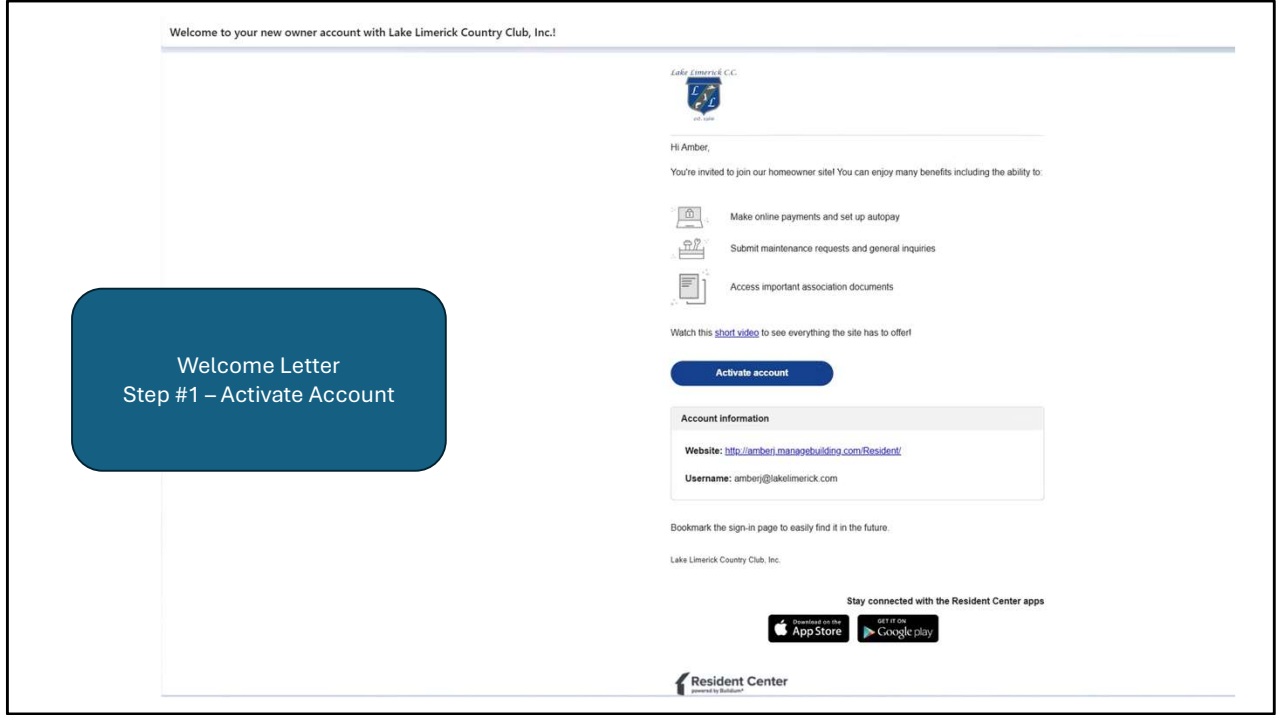 Welcome to your new owner account with Lake Limerick Country Club, Inc.!
Lake Limerick C.C.
L
L
est. 1966
Hi Amber,
You're invited to join our homeowner site! You can enjoy many benefits including the ability to:
Make online payments and set up autopay
Submit maintenance requests and general inquiries
Access important association documents
Watch this short video to see everything the site has to offer!
Welcome Letter
Step #1 – Activate Account
Activate account
Account information
Website: http://amberj.managebuilding.com/Resident/
Username: amberj@lakelimerick.com
Bookmark the sign-in page to easily find it in the future.
Lake Limerick Country Club, Inc.
Stay connected with the Resident Center apps
Download on the
App Store
GET IT ON
Google play
Resident Center
powered by Buildium®